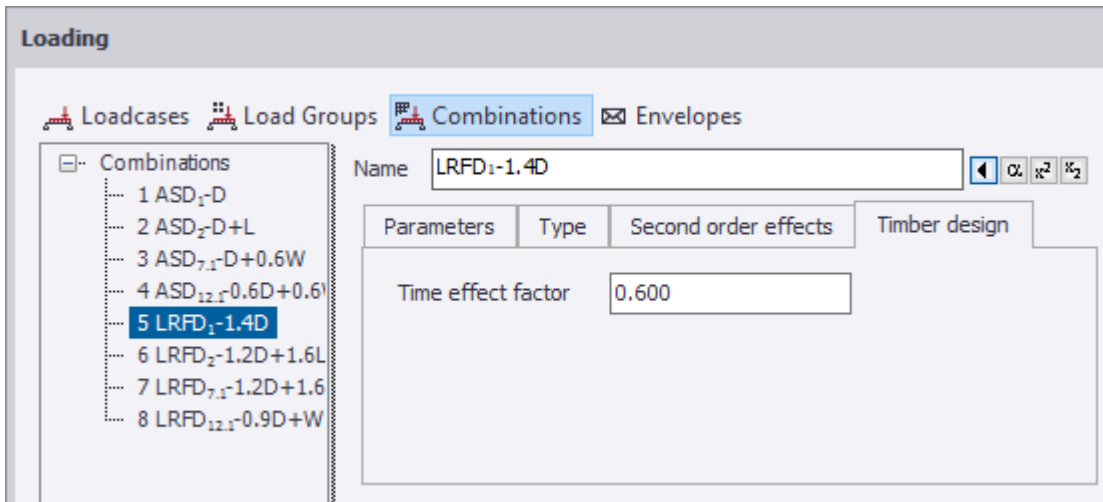 Loading
Loadcases Load Groups Combinations Envelopes
Combinations
1 ASD₁-D
2 ASD₂-D+L
3 ASD₇.₁-D+0.6W
4 ASD₁₂.₁-0.6D+0.6
5 LRFD₁-1.4D
6 LRFD₂-1.2D+1.6L
7 LRFD₇.₁-1.2D+1.6
8 LRFD₁₂.₁-0.9D+W
Name LRFD₁-1.4D α x² x₂
Parameters Type Second order effects Timber design
Time effect factor 0.600